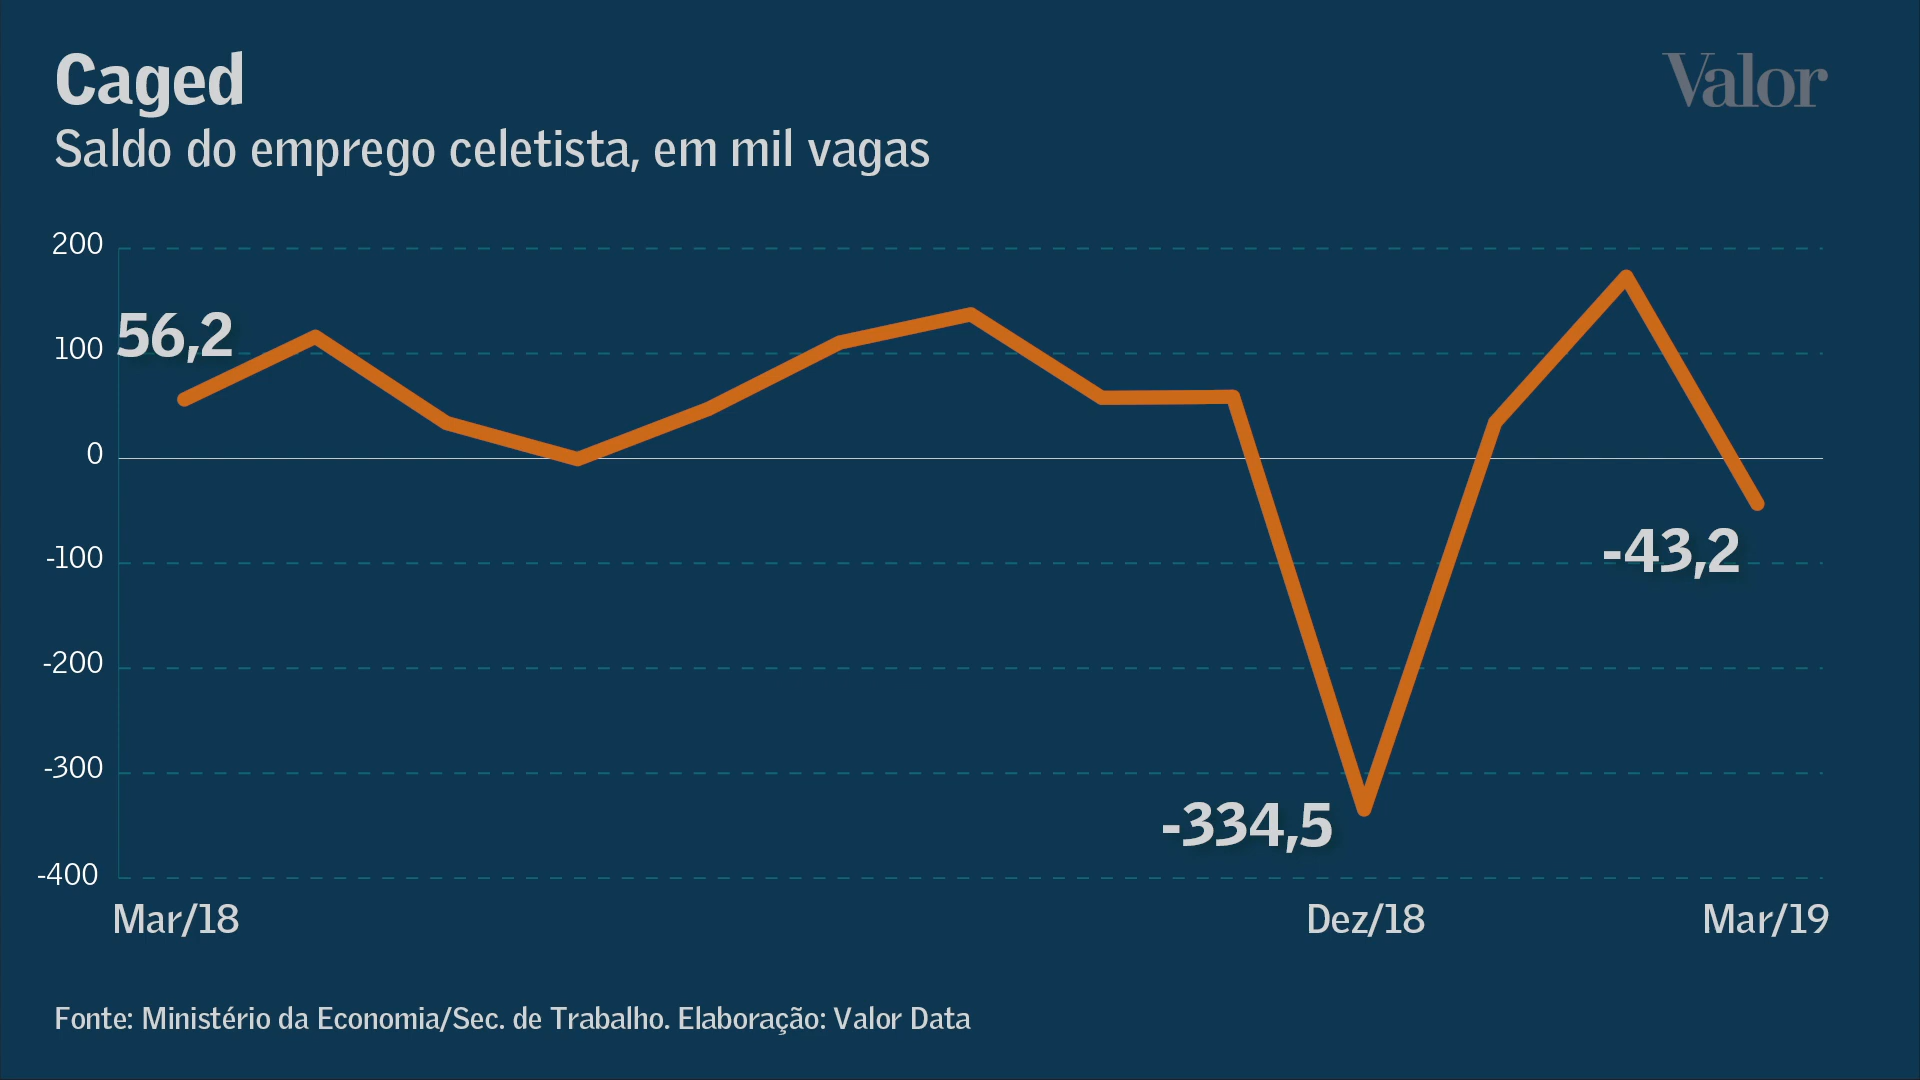 Caged
Valor
Saldo do emprego celetista, em mil vagas
200
56,2
100
0
-100
-43,2
-200
-300
-334,5
-400
Mar/18
Dez/18
Mar/19
Fonte: Ministério da Economia/Sec. de Trabalho. Elaboração: Valor Data